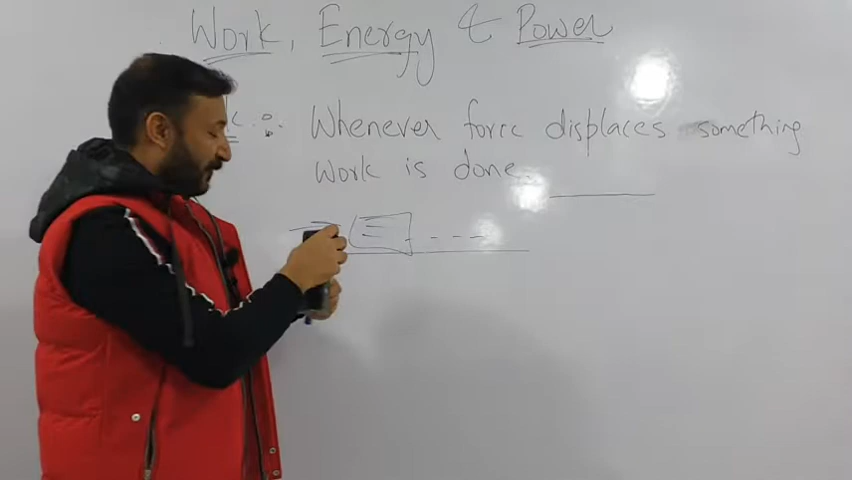 Work, Energy & Power
Whenever force displaces something
work is done.